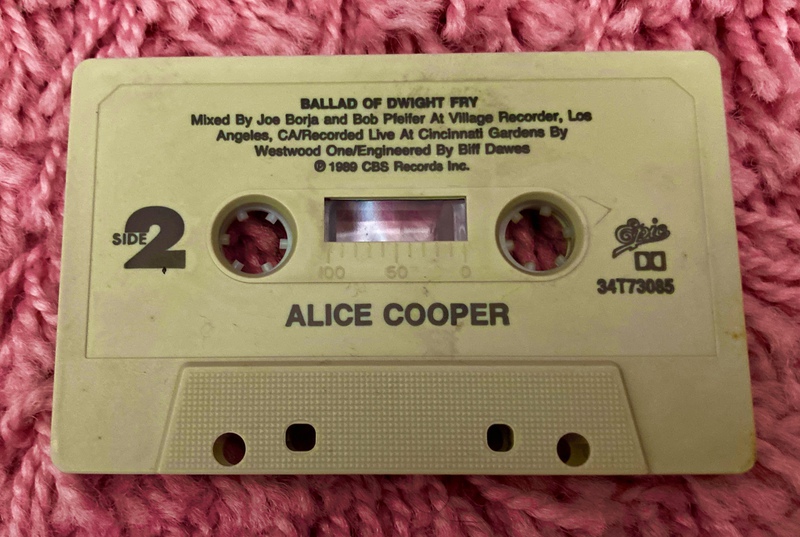 BALLAD OF DWIGHT FRY
Mixed By Joe Borja and Bob Pfeifer At Village Recorder, Los
Angeles, CA/Recorded Live At Cincinnati Gardens By
Westwood One/Engineered By Biff Dawes
℗ 1989 CBS Records Inc.
SIDE 2
100 50 0
Epic
34T73085
ALICE COOPER